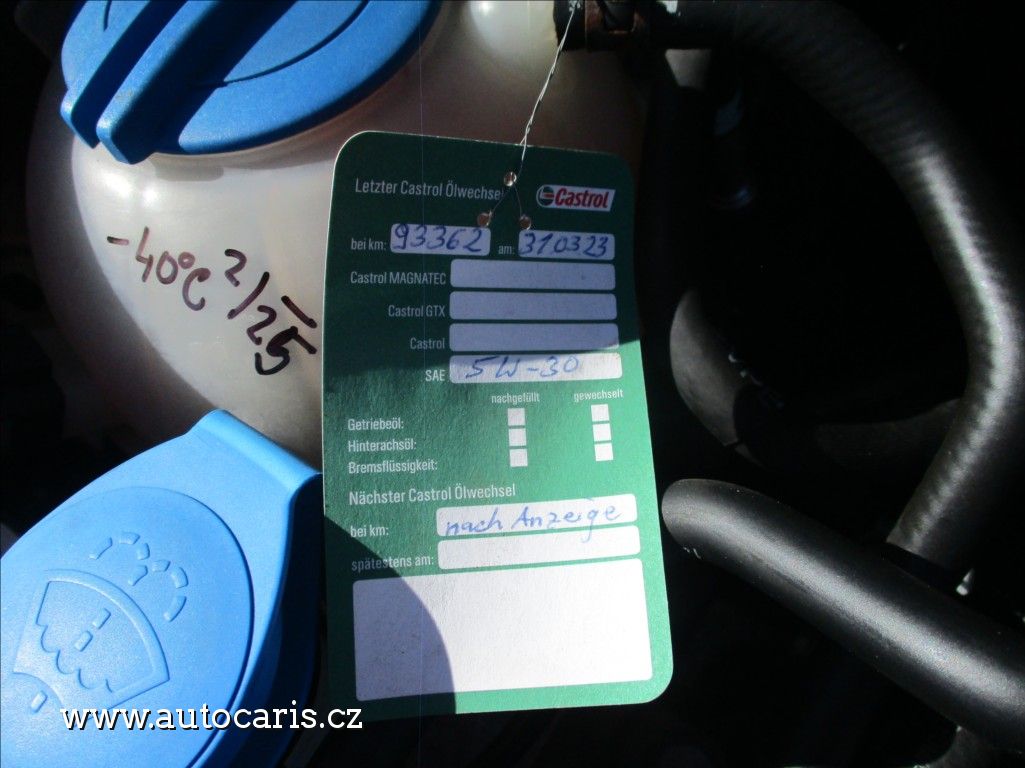 -40°C 2/25
Letzter Castrol Ölwechsel
Castrol
bei km: 93362 am: 310323
Castrol MAGNATEC
Castrol GTX
Castrol
SAE 5W-30
nachgefüllt gewechselt
Getriebeöl:
Hinterachsöl:
Bremsflüssigkeit:
Nächster Castrol Ölwechsel
bei km: nach Anzeige
spätestens am:
www.autocaris.cz